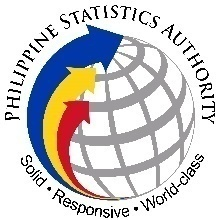 PHILIPPINE STATISTICS AUTHORITY
Solid • Responsive • World-class